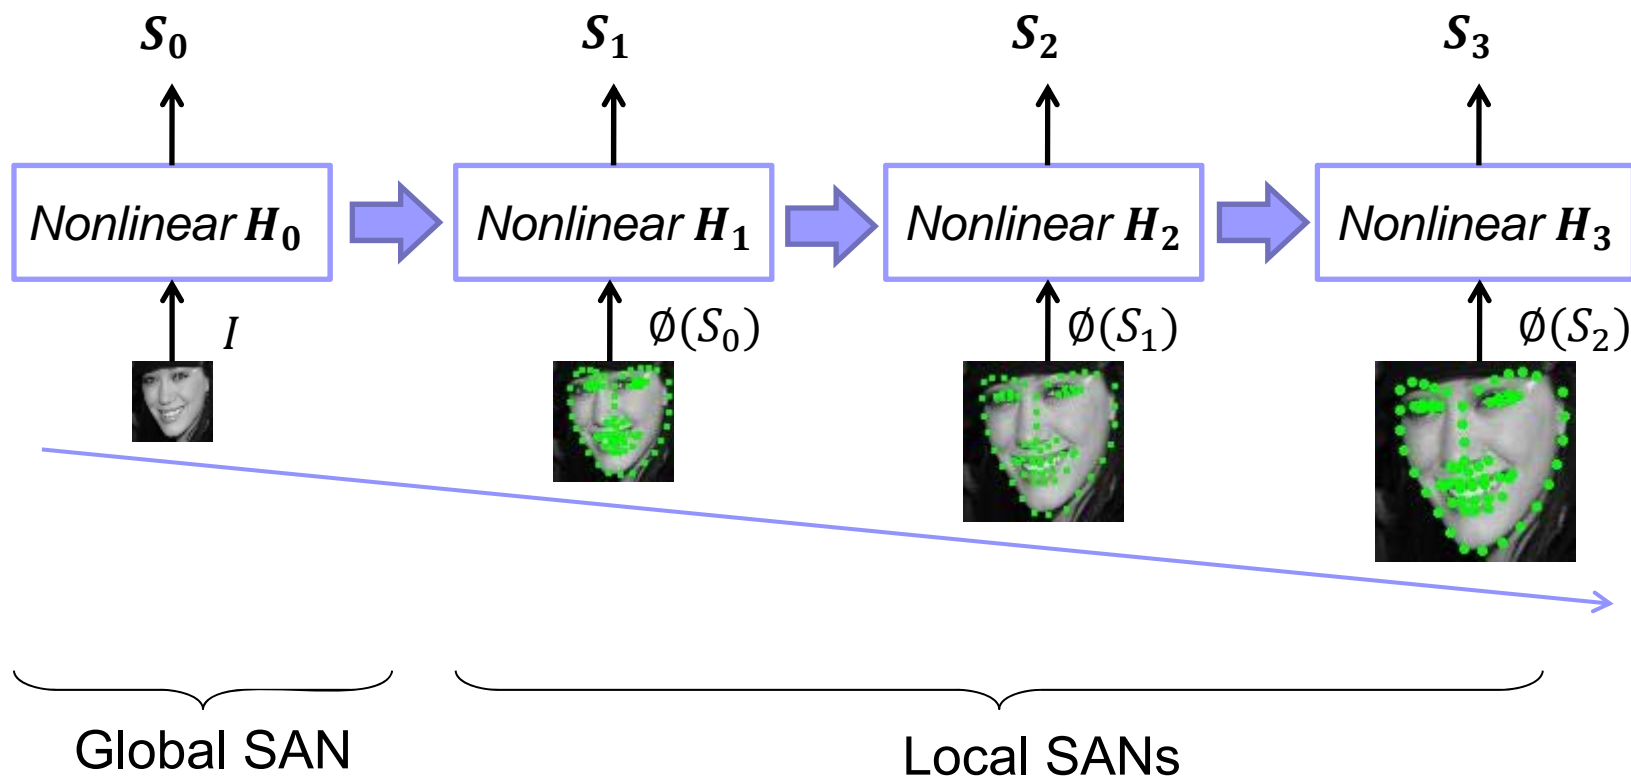 S₀ S₁ S₂ S₃
Nonlinear H₀ Nonlinear H₁ Nonlinear H₂ Nonlinear H₃
I ∅(S₀) ∅(S₁) ∅(S₂)
Global SAN Local SANs